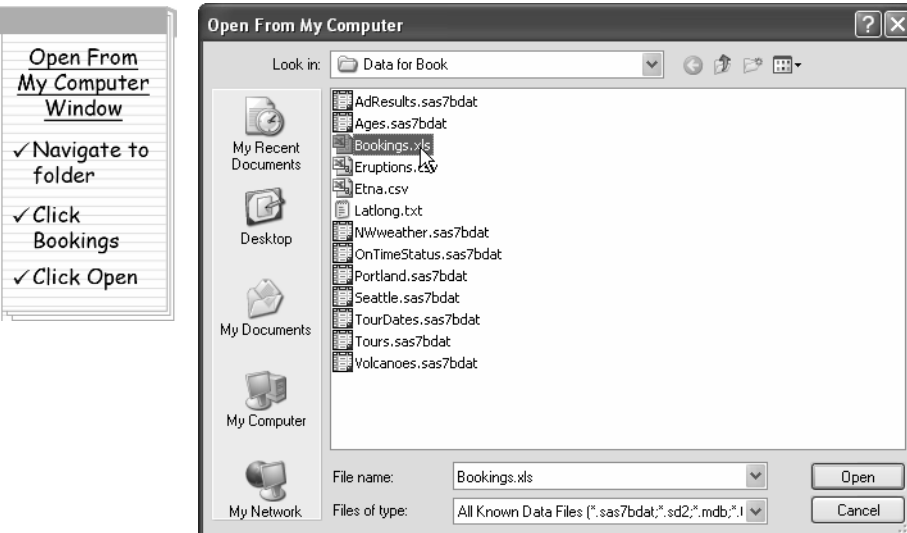 Open From
My Computer
Window
✓ Navigate to
folder
✓ Click
Bookings
✓ Click Open
Open From My Computer
Look in:
Data for Book
My Recent
Documents
Desktop
My Documents
My Computer
My Network
AdResults.sas7bdat
Ages.sas7bdat
Bookings.xls
Eruptions.csv
Etna.csv
Latlong.txt
NWweather.sas7bdat
OnTimeStatus.sas7bdat
Portland.sas7bdat
Seattle.sas7bdat
TourDates.sas7bdat
Tours.sas7bdat
Volcanoes.sas7bdat
File name:
Bookings.xls
Open
Files of type:
All Known Data Files (*.sas7bdat;*.sd2;*.mdb;*.
Cancel